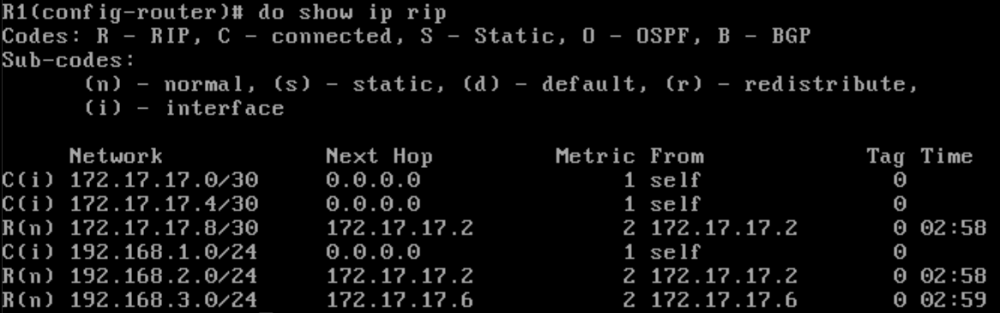 R1(config-router)# do show ip rip
Codes: R - RIP, C - connected, S - Static, O - OSPF, B - BGP
Sub-codes:
      (n) - normal, (s) - static, (d) - default, (r) - redistribute,
      (i) - interface

     Network            Next Hop         Metric From            Tag Time
C(i) 172.17.17.0/30     0.0.0.0               1 self              0
C(i) 172.17.17.4/30     0.0.0.0               1 self              0
R(n) 172.17.17.8/30     172.17.17.2           2 172.17.17.2       0 02:58
C(i) 192.168.1.0/24     0.0.0.0               1 self              0
R(n) 192.168.2.0/24     172.17.17.2           2 172.17.17.2       0 02:58
R(n) 192.168.3.0/24     172.17.17.6           2 172.17.17.6       0 02:59